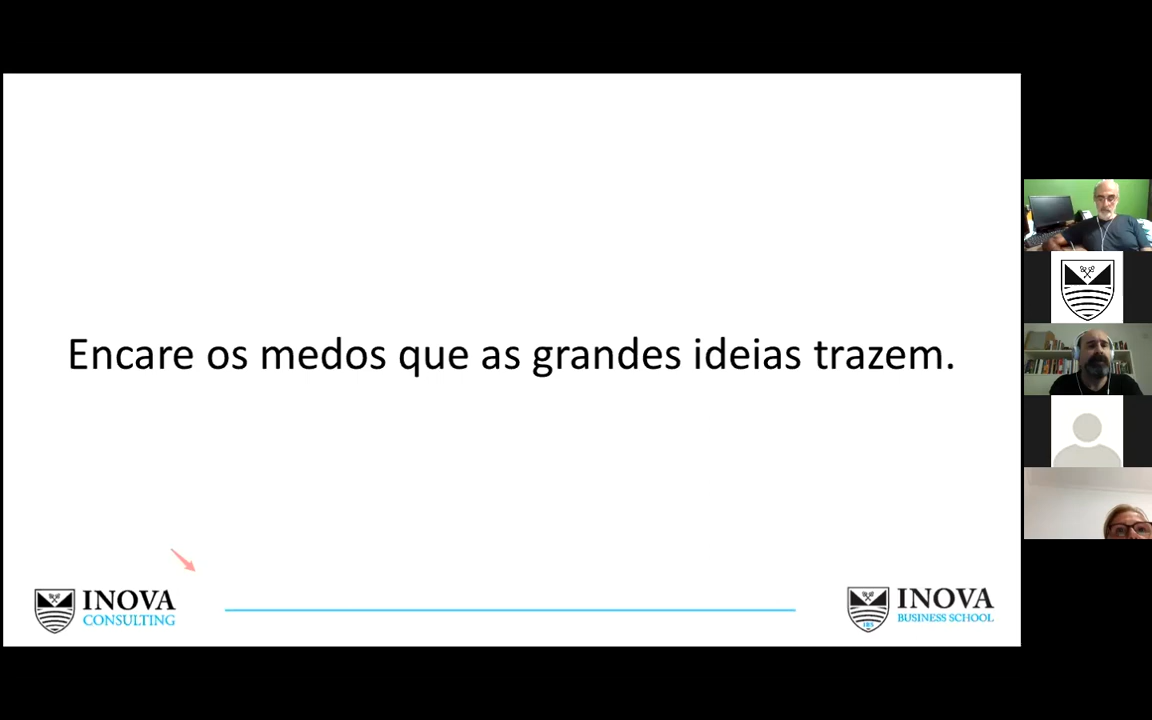 Encare os medos que as grandes ideias trazem.
INOVA
CONSULTING
INOVA
BUSINESS SCHOOL